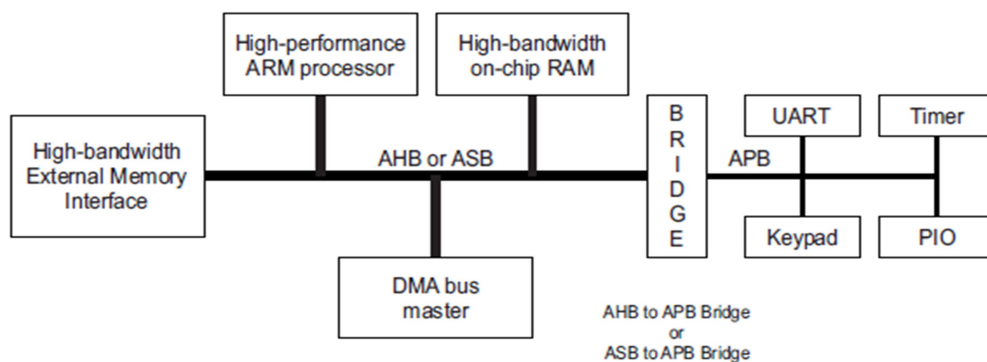 High-performance
ARM processor
High-bandwidth
on-chip RAM
High-bandwidth
External Memory
Interface
AHB or ASB
DMA bus
master
B
R
I
D
G
E
APB
UART
Timer
Keypad
PIO
AHB to APB Bridge
or
ASB to APB Bridge